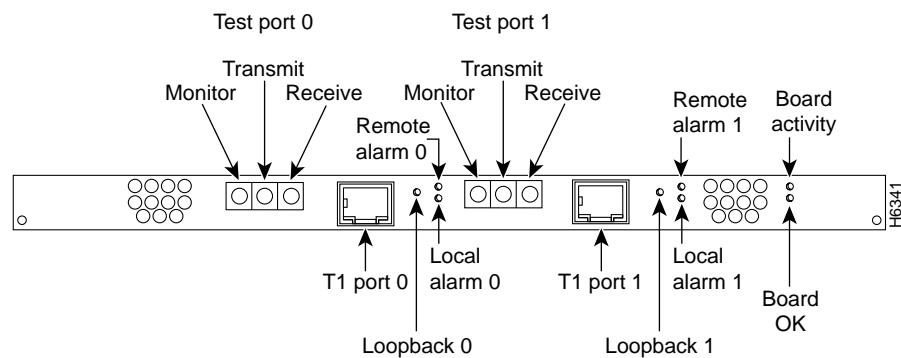 Test port 0
Test port 1
Transmit
Transmit
Monitor
Receive
Monitor
Receive
Remote
alarm 0
Remote
alarm 1
Board
activity
H6341
T1 port 0
Local
alarm 0
T1 port 1
Local
alarm 1
Board
OK
Loopback 0
Loopback 1